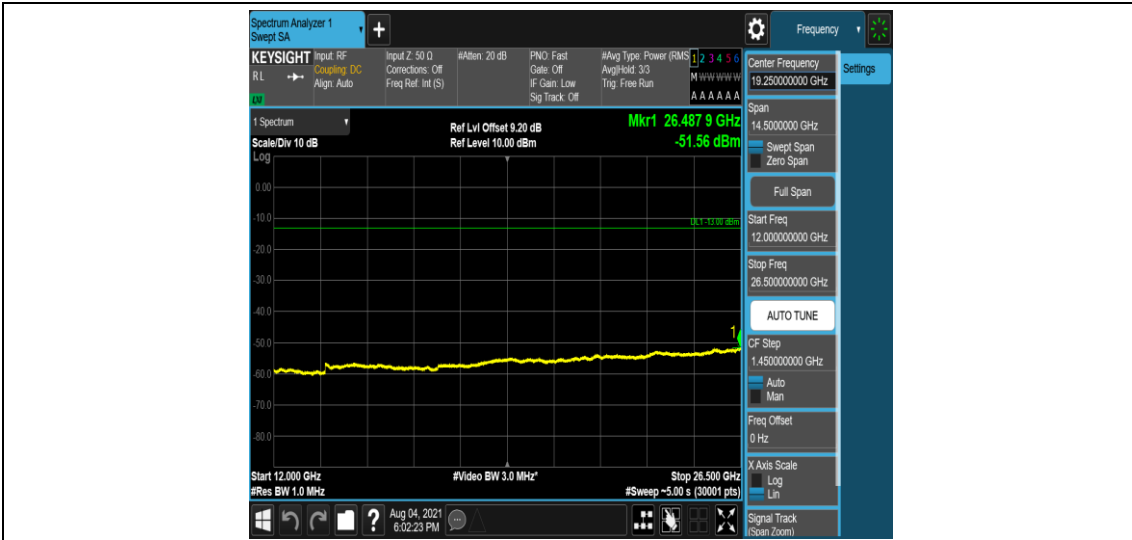 Spectrum Analyzer 1
Swept SA
+
Frequency
KEYSIGHT
RL
LXI
Input: RF
Coupling: DC
Align: Auto
Input Z: 50 Ω
Corrections: Off
Freq Ref: Int (S)
#Atten: 20 dB
PNO: Fast
Gate: Off
IF Gain: Low
Sig Track: Off
#Avg Type: Power (RMS
Avg|Hold: 3/3
Trig: Free Run
1 2 3 4 5 6
M W W W W W
A A A A A A
1 Spectrum
Scale/Div 10 dB
Log
Ref Lvl Offset 9.20 dB
Ref Level 10.00 dBm
Mkr1 26.487 9 GHz
-51.56 dBm
0.00
-10.0
DL1 -13.00 dBm
-20.0
-30.0
-40.0
1
-50.0
-60.0
-70.0
-80.0
Start 12.000 GHz
#Res BW 1.0 MHz
#Video BW 3.0 MHz*
Stop 26.500 GHz
#Sweep ~5.00 s (30001 pts)
?
Aug 04, 2021
6:02:23 PM
Center Frequency
19.250000000 GHz
Settings
Span
14.5000000 GHz
Swept Span
Zero Span
Full Span
Start Freq
12.000000000 GHz
Stop Freq
26.500000000 GHz
AUTO TUNE
CF Step
1.450000000 GHz
Auto
Man
Freq Offset
0 Hz
X Axis Scale
Log
Lin
Signal Track
(Span Zoom)